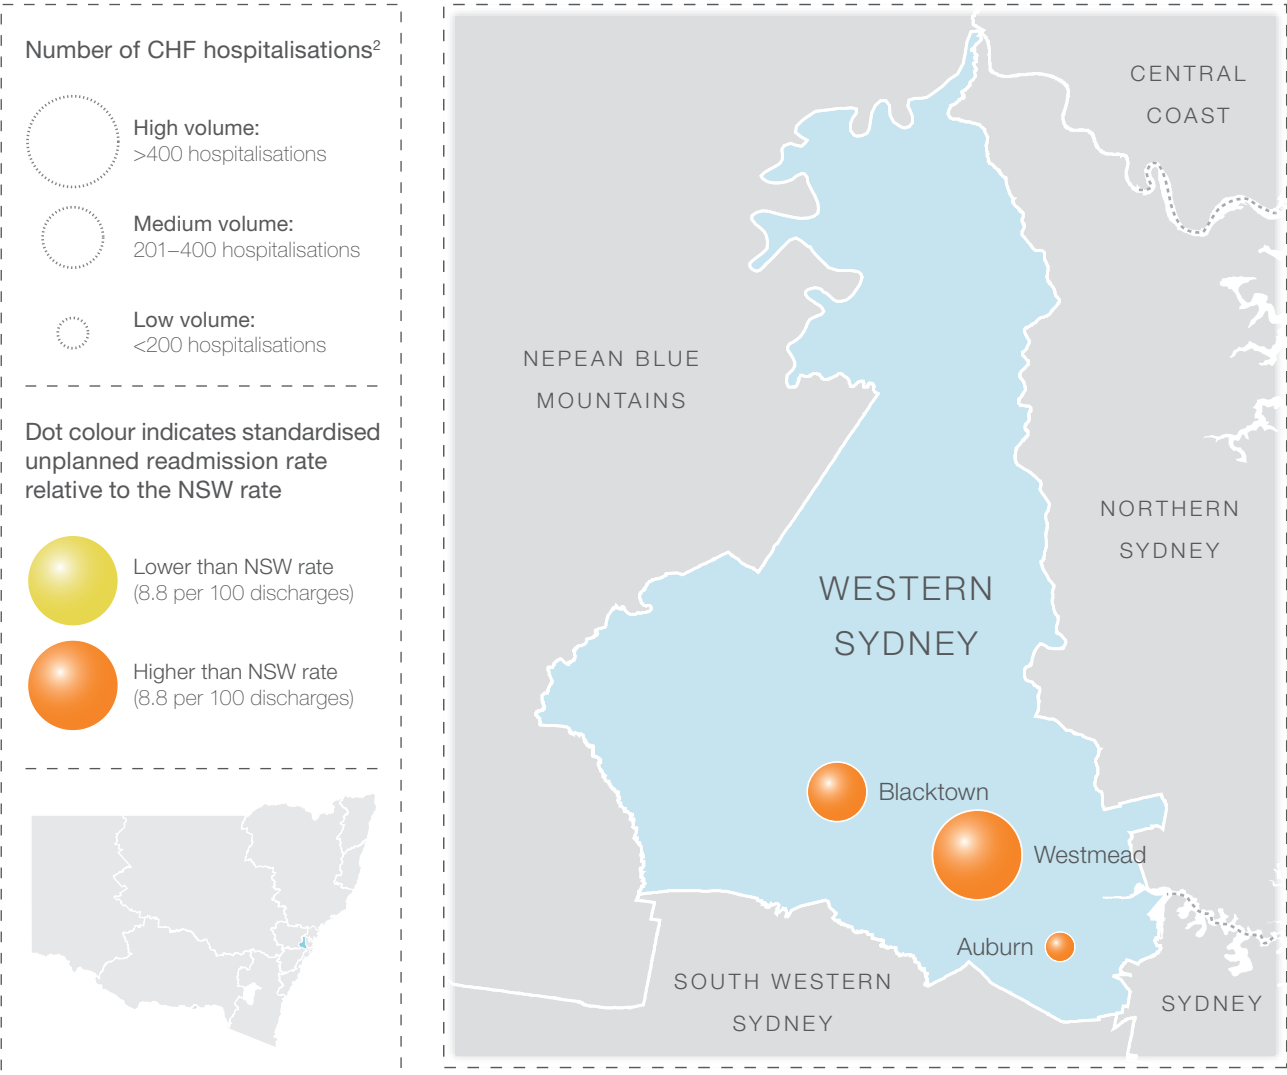 Number of CHF hospitalisations²
High volume:
>400 hospitalisations
Medium volume:
201–400 hospitalisations
Low volume:
<200 hospitalisations
Dot colour indicates standardised
unplanned readmission rate
relative to the NSW rate
Lower than NSW rate
(8.8 per 100 discharges)
Higher than NSW rate
(8.8 per 100 discharges)
CENTRAL
COAST
NEPEAN BLUE
MOUNTAINS
NORTHERN
SYDNEY
WESTERN
SYDNEY
Blacktown
Westmead
Auburn
SOUTH WESTERN
SYDNEY
SYDNEY